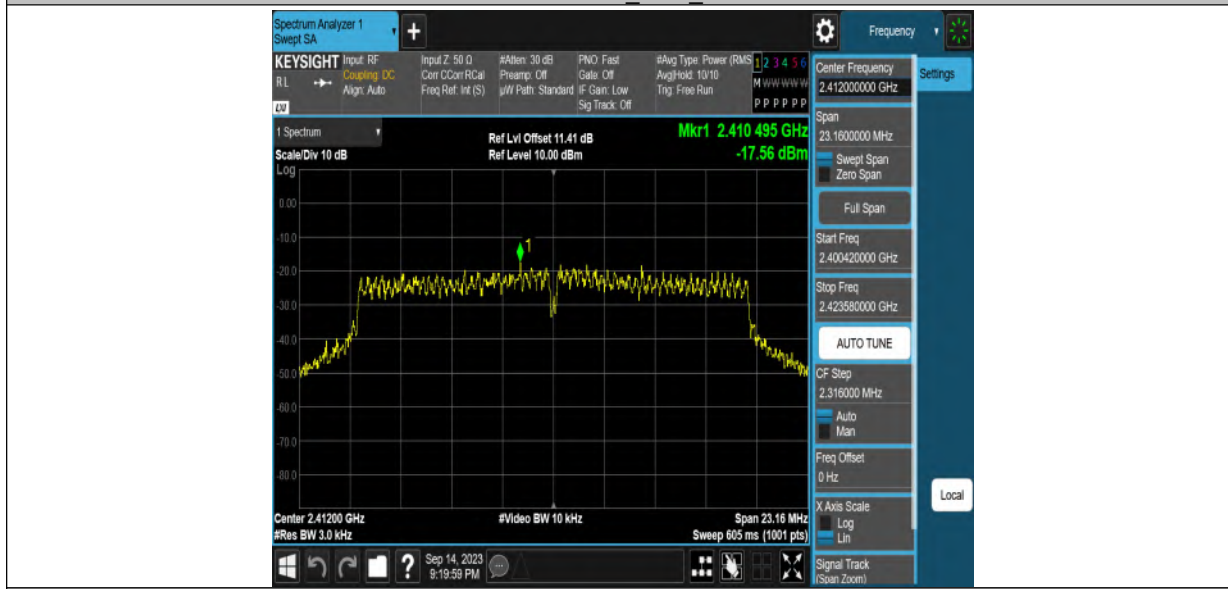 Spectrum Analyzer 1
Swept SA
+
Frequency
KEYSIGHT
RL
LXI
Input: RF
Coupling: DC
Align: Auto
Input Z: 50 Ω
Corr CCorr RCal
Freq Ref: Int (S)
#Atten: 30 dB
Preamp: Off
µW Path: Standard
PNO: Fast
Gate: Off
IF Gain: Low
Sig Track: Off
#Avg Type: Power (RMS
Avg|Hold: 10/10
Trig: Free Run
1 2 3 4 5 6
M W W W W W
P P P P P P
1 Spectrum
Scale/Div 10 dB
Log
Ref Lvl Offset 11.41 dB
Ref Level 10.00 dBm
Mkr1 2.410 495 GHz
-17.56 dBm
1
0.00
-10.0
-20.0
-30.0
-40.0
-50.0
-60.0
-70.0
-80.0
Center 2.41200 GHz
#Res BW 3.0 kHz
#Video BW 10 kHz
Span 23.16 MHz
Sweep 605 ms (1001 pts)
Center Frequency
2.412000000 GHz
Settings
Span
23.1600000 MHz
Swept Span
Zero Span
Full Span
Start Freq
2.400420000 GHz
Stop Freq
2.423580000 GHz
AUTO TUNE
CF Step
2.316000 MHz
Auto
Man
Freq Offset
0 Hz
X Axis Scale
Log
Lin
Signal Track
(Span Zoom)
Local
?
Sep 14, 2023
9:19:59 PM